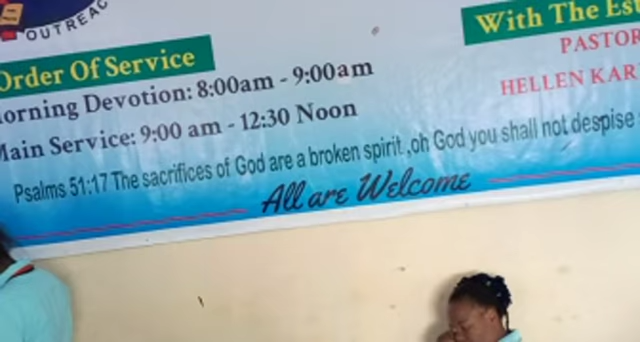 OUTREAC
With The Est
Order Of Service
PASTOR
Morning Devotion: 8:00am - 9:00am
HELLEN KAR
Main Service: 9:00 am - 12:30 Noon
Psalms 51:17 The sacrifices of God are a broken spirit ,oh God you shall not despise
All are Welcome